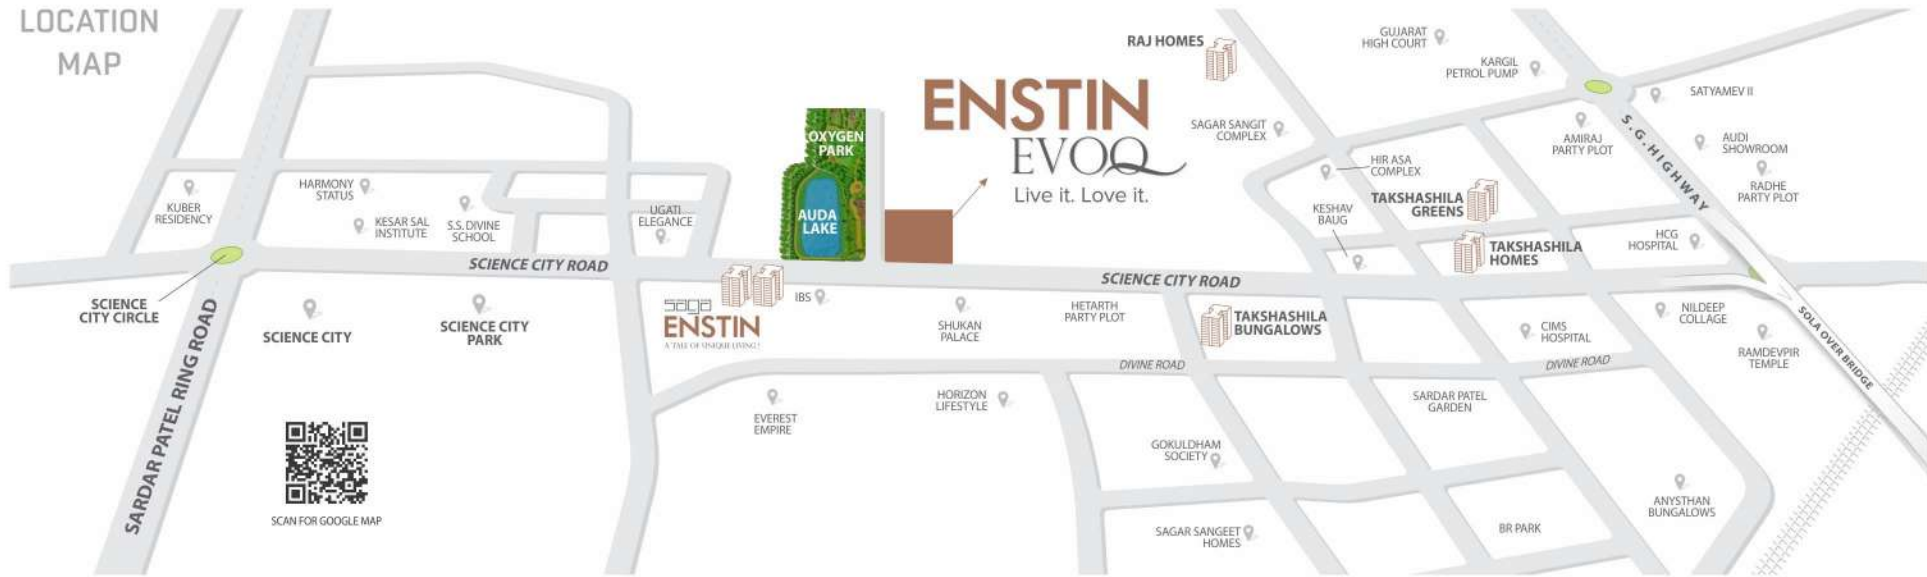 LOCATION
MAP
RAJ HOMES
GUJARAT
HIGH COURT
KARGIL
PETROL PUMP
SATYAMEV II
ENSTIN
EVOQ
Live it. Love it.
OXYGEN
PARK
AUDA
LAKE
SAGAR SANGIT
COMPLEX
HIR ASA
COMPLEX
AMIRAJ
PARTY PLOT
S.G.HIGHWAY
AUDI
SHOWROOM
RADHE
PARTY PLOT
KUBER
RESIDENCY
HARMONY
STATUS
KESAR SAL
INSTITUTE
S.S. DIVINE
SCHOOL
UGATI
ELEGANCE
KESHAV
BAUG
TAKSHASHILA
GREENS
TAKSHASHILA
HOMES
HCG
HOSPITAL
SCIENCE CITY ROAD
SCIENCE CITY ROAD
SCIENCE
CITY CIRCLE
SARDAR PATEL RING ROAD
SCIENCE CITY
SCIENCE CITY
PARK
saga
ENSTIN
A TALE OF UNIQUE LIVING!
IBS
SHUKAN
PALACE
HETARTH
PARTY PLOT
TAKSHASHILA
BUNGALOWS
CIMS
HOSPITAL
NILDEEP
COLLAGE
RAMDEVPIR
TEMPLE
SOLA OVER BRIDGE
DIVINE ROAD
DIVINE ROAD
EVEREST
EMPIRE
HORIZON
LIFESTYLE
SARDAR PATEL
GARDEN
GOKULDHAM
SOCIETY
SAGAR SANGEET
HOMES
BR PARK
ANYSTHAN
BUNGALOWS
SCAN FOR GOOGLE MAP